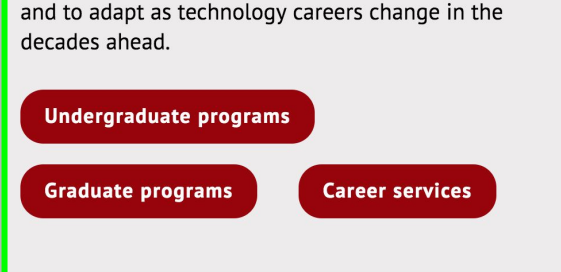 and to adapt as technology careers change in the
decades ahead.
Undergraduate programs
Graduate programs
Career services